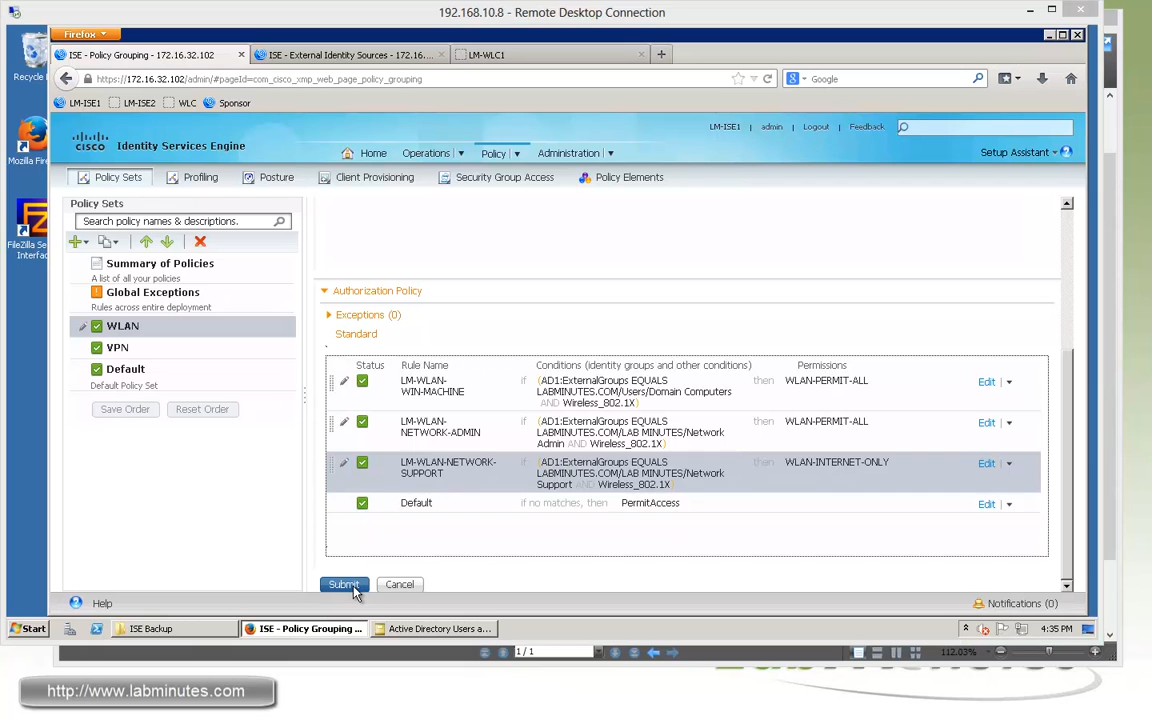 192.168.10.8 - Remote Desktop Connection
Firefox
ISE - Policy Grouping - 172.16.32.102
ISE - External Identity Sources - 172.16....
LM-WLC1
https://172.16.32.102/admin/#pageId=com_cisco_xmp_web_page_policy_grouping
Google
LM-ISE1
LM-ISE2
WLC
Sponsor
CISCO
Identity Services Engine
LM-ISE1 | admin | Logout | Feedback
Home
Operations
Policy
Administration
Setup Assistant
Policy Sets
Profiling
Posture
Client Provisioning
Security Group Access
Policy Elements
Policy Sets
Search policy names & descriptions.
Summary of Policies
A list of all your policies
Global Exceptions
Rules across entire deployment
WLAN
VPN
Default
Default Policy Set
Save Order
Reset Order
Authorization Policy
Exceptions (0)
Standard
Status Rule Name Conditions (identity groups and other conditions) Permissions
LM-WLAN-
WIN-MACHINE
if
(AD1:ExternalGroups EQUALS
LABMINUTES.COM/Users/Domain Computers
AND Wireless_802.1X)
then
WLAN-PERMIT-ALL
Edit
LM-WLAN-
NETWORK-ADMIN
if
(AD1:ExternalGroups EQUALS
LABMINUTES.COM/LAB MINUTES/Network
Admin AND Wireless_802.1X)
then
WLAN-PERMIT-ALL
Edit
LM-WLAN-NETWORK-
SUPPORT
if
(AD1:ExternalGroups EQUALS
LABMINUTES.COM/LAB MINUTES/Network
Support AND Wireless_802.1X)
then
WLAN-INTERNET-ONLY
Edit
Default
if no matches, then
PermitAccess
Edit
Submit
Cancel
Help
Notifications (0)
Start
ISE Backup
ISE - Policy Grouping ...
Active Directory Users a...
4:35 PM
1 / 1
112.03%
http://www.labminutes.com